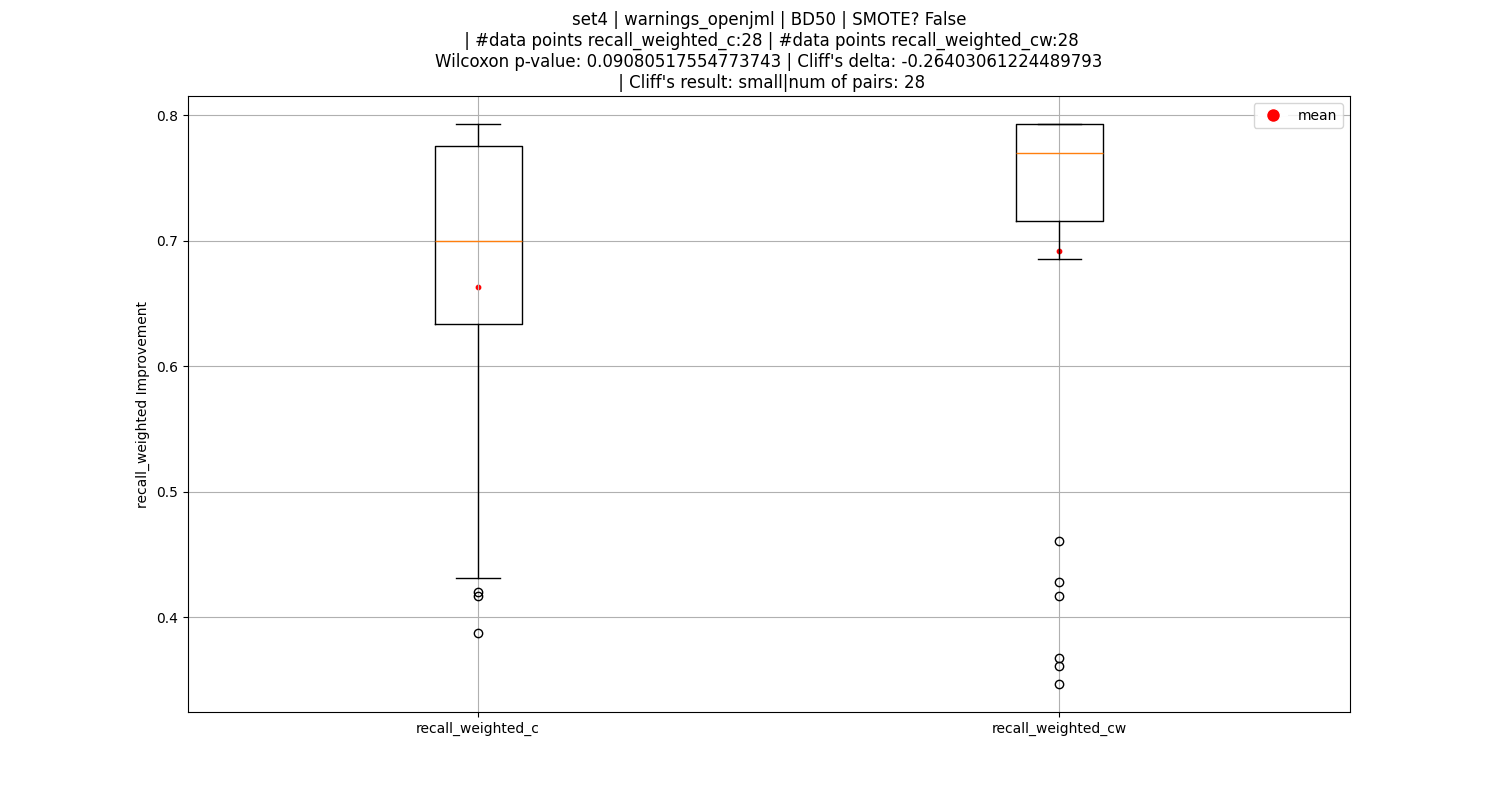 set4 | warnings_openjml | BD50 | SMOTE? False
| #data points recall_weighted_c:28 | #data points recall_weighted_cw:28
Wilcoxon p-value: 0.09080517554773743 | Cliff's delta: -0.26403061224489793
| Cliff's result: small|num of pairs: 28
mean
0.8
0.7
0.6
0.5
0.4
recall_weighted Improvement
recall_weighted_c
recall_weighted_cw